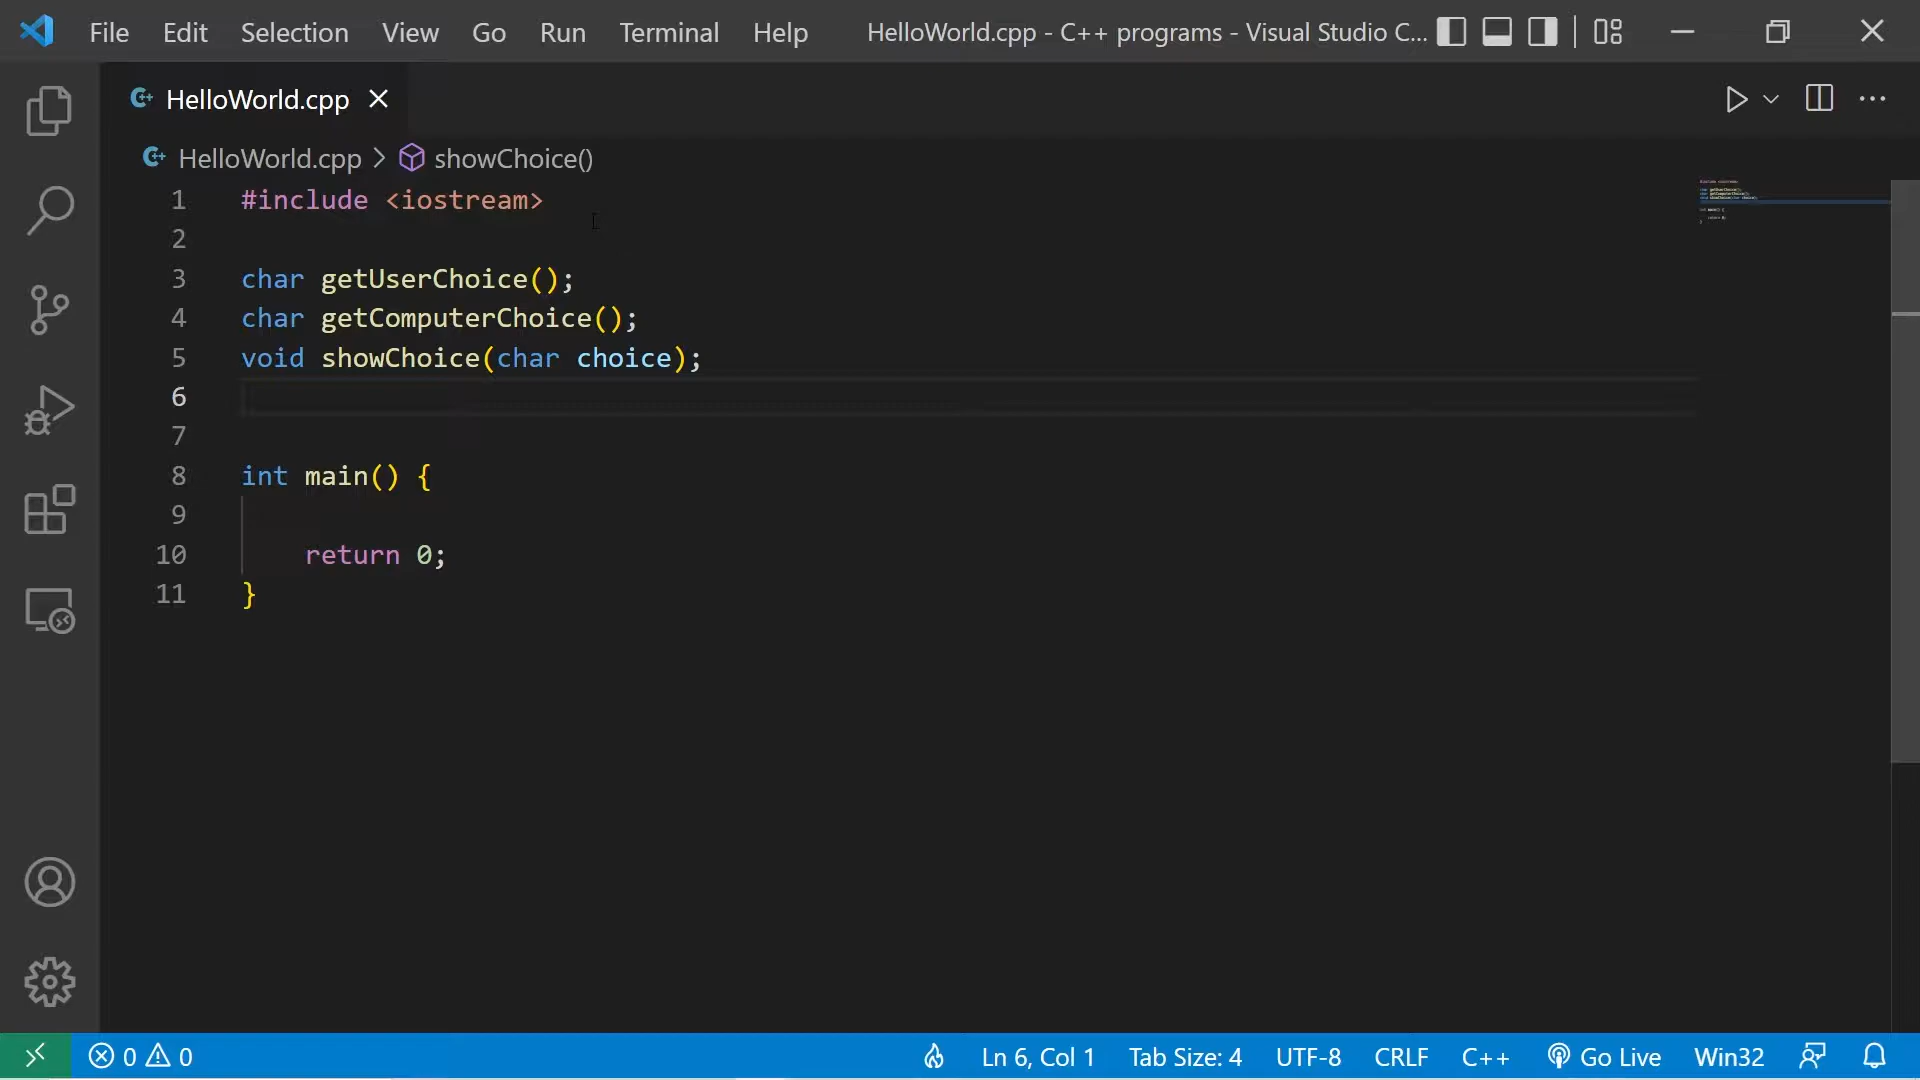 File Edit Selection View Go Run Terminal Help HelloWorld.cpp - C++ programs - Visual Studio C...
HelloWorld.cpp
HelloWorld.cpp > showChoice()
1 #include <iostream>
2
3 char getUserChoice();
4 char getComputerChoice();
5 void showChoice(char choice);
6
7
8 int main() {
9
10 return 0;
11 }
0 0 Ln 6, Col 1 Tab Size: 4 UTF-8 CRLF C++ Go Live Win32